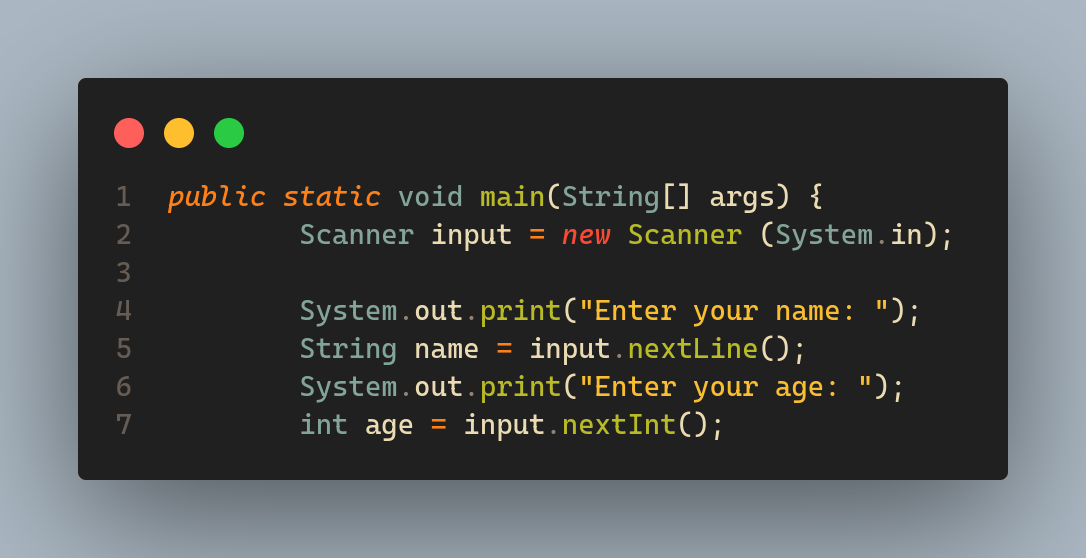 1 public static void main(String[] args) {
2 Scanner input = new Scanner (System.in);
3
4 System.out.print("Enter your name: ");
5 String name = input.nextLine();
6 System.out.print("Enter your age: ");
7 int age = input.nextInt();